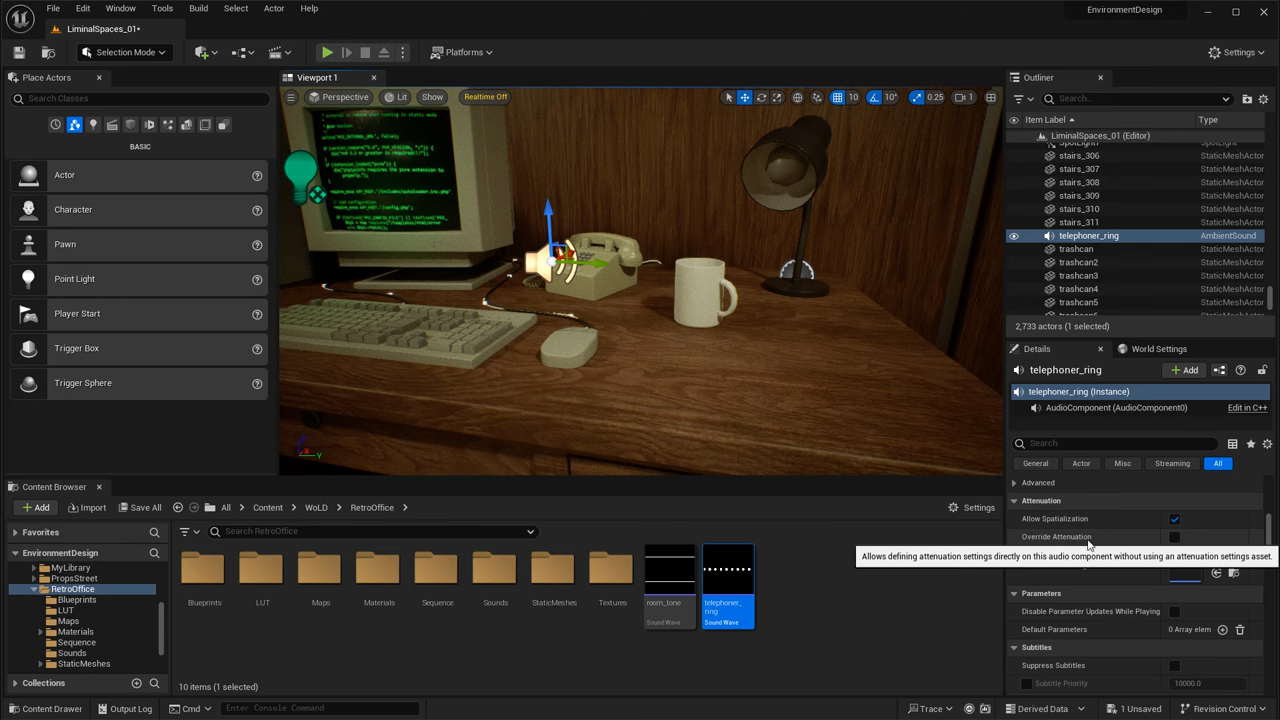 File Edit Window Tools Build Select Actor Help
EnvironmentDesign
LiminalSpaces_01•
Selection Mode
Platforms
Settings
Place Actors
Search Classes
BASIC
Actor
Character
Pawn
Point Light
Player Start
Trigger Box
Trigger Sphere
Viewport 1
Perspective Lit Show Realtime Off
10 10° 0.25 1
Outliner
Search...
Item Label Type
LiminalSpaces_01 (Editor)
stairs_306 StaticMeshActor
stairs_307 StaticMeshActor
stairs_308 StaticMeshActor
stairs_309 StaticMeshActor
stairs_310 StaticMeshActor
stairs_311 StaticMeshActor
telephoner_ring AmbientSound
trashcan StaticMeshActor
trashcan2 StaticMeshActor
trashcan3 StaticMeshActor
trashcan4 StaticMeshActor
trashcan5 StaticMeshActor
2,733 actors (1 selected)
Details World Settings
telephoner_ring
Add
telephoner_ring (Instance)
AudioComponent (AudioComponent0) Edit in C++
Search
General Actor Misc Streaming All
Advanced
Attenuation
Allow Spatialization
Override Attenuation
Allows defining attenuation settings directly on this audio component without using an attenuation settings asset.
Parameters
Disable Parameter Updates While Playing
Default Parameters 0 Array elem
Subtitles
Suppress Subtitles
Subtitle Priority 10000.0
Content Browser
Add Import Save All All Content WoLD RetroOffice Settings
Favorites
EnvironmentDesign
MyLibrary
PropsStreet
RetroOffice
Blueprints
LUT
Maps
Materials
Sequence
Sounds
StaticMeshes
Collections
Search RetroOffice
Blueprints LUT Maps Materials Sequence Sounds StaticMeshes Textures
room_tone
Sound Wave
telephoner_
ring
Sound Wave
10 items (1 selected)
Content Drawer Output Log Cmd Enter Console Command
Trace Derived Data 1 Unsaved Revision Control